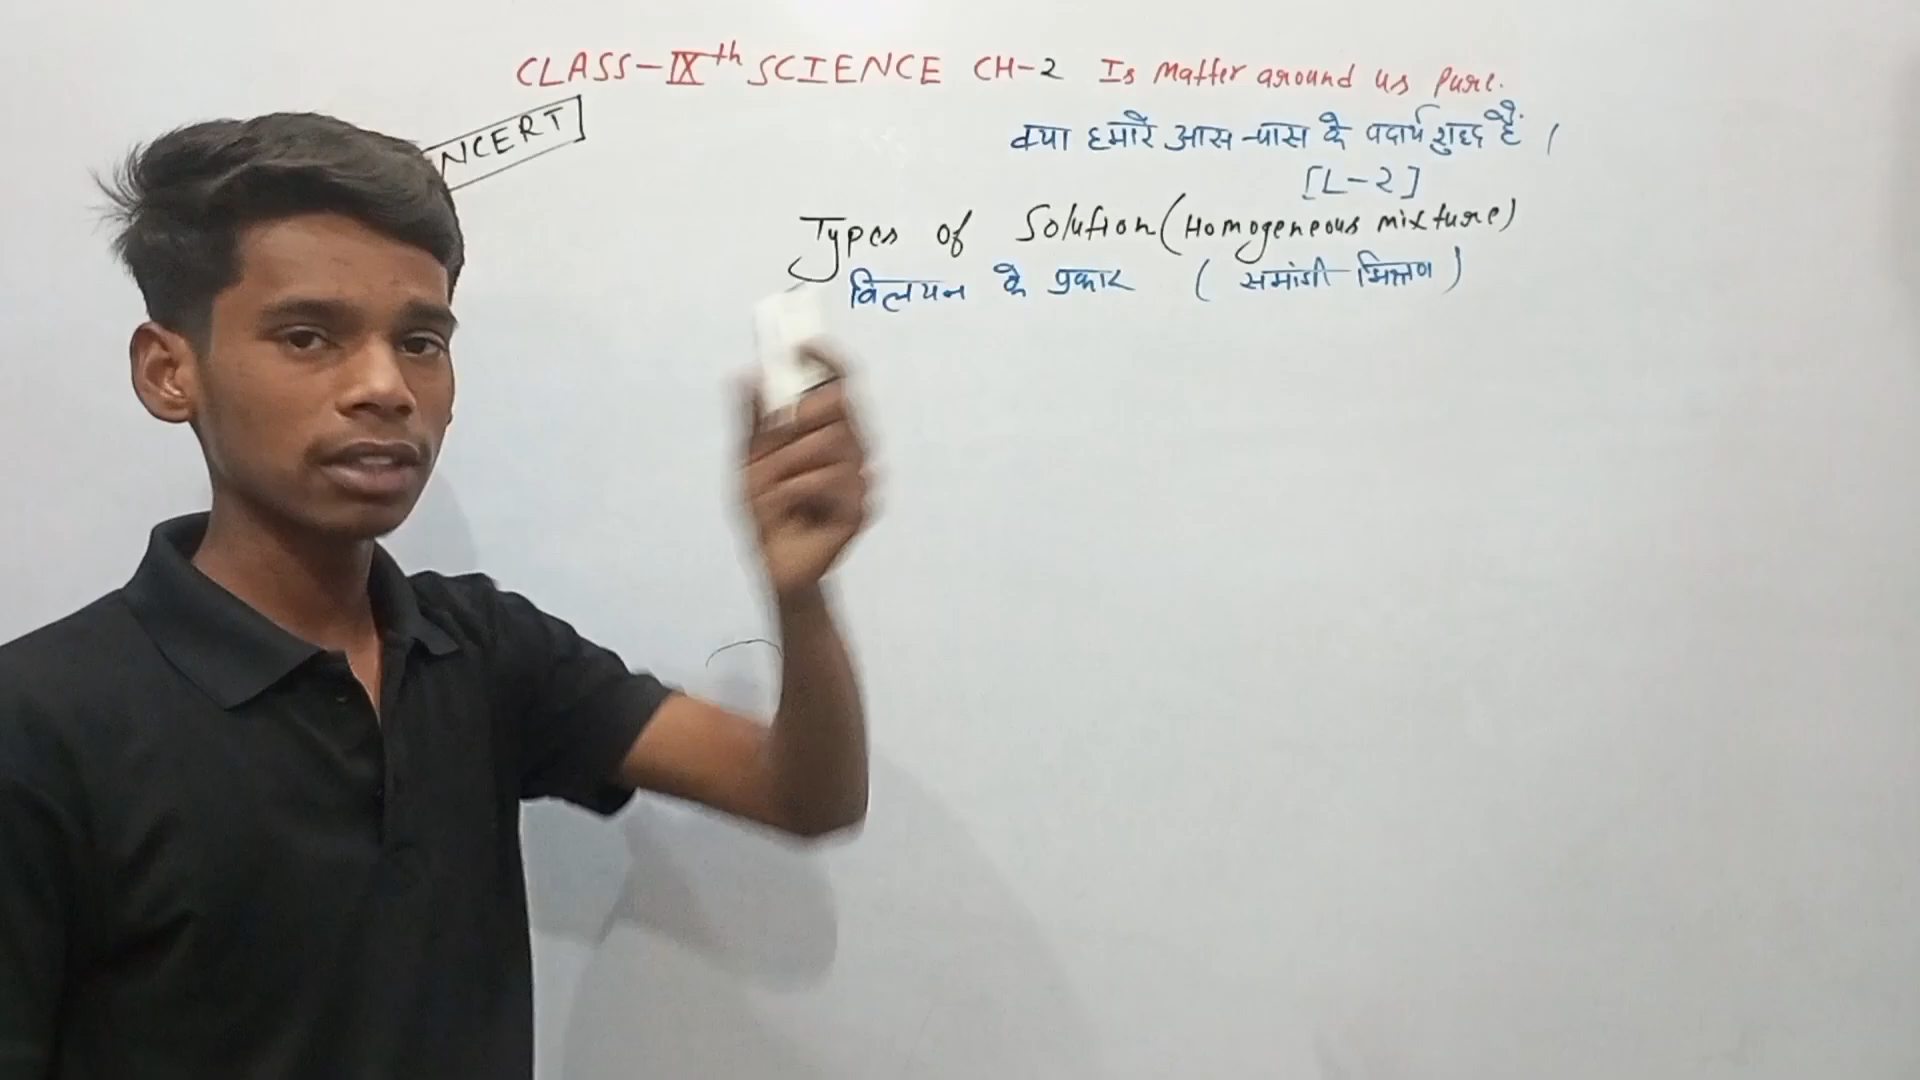 CLASS-IXth SCIENCE CH-2 Is Matter around us Pure.
NCERT
क्या हमारे आस-पास के पदार्थ शुद्ध हैं।
[L-2]
Types of Solution (Homogeneous mixture)
विलयन के प्रकार ( समांगी मिश्रण )